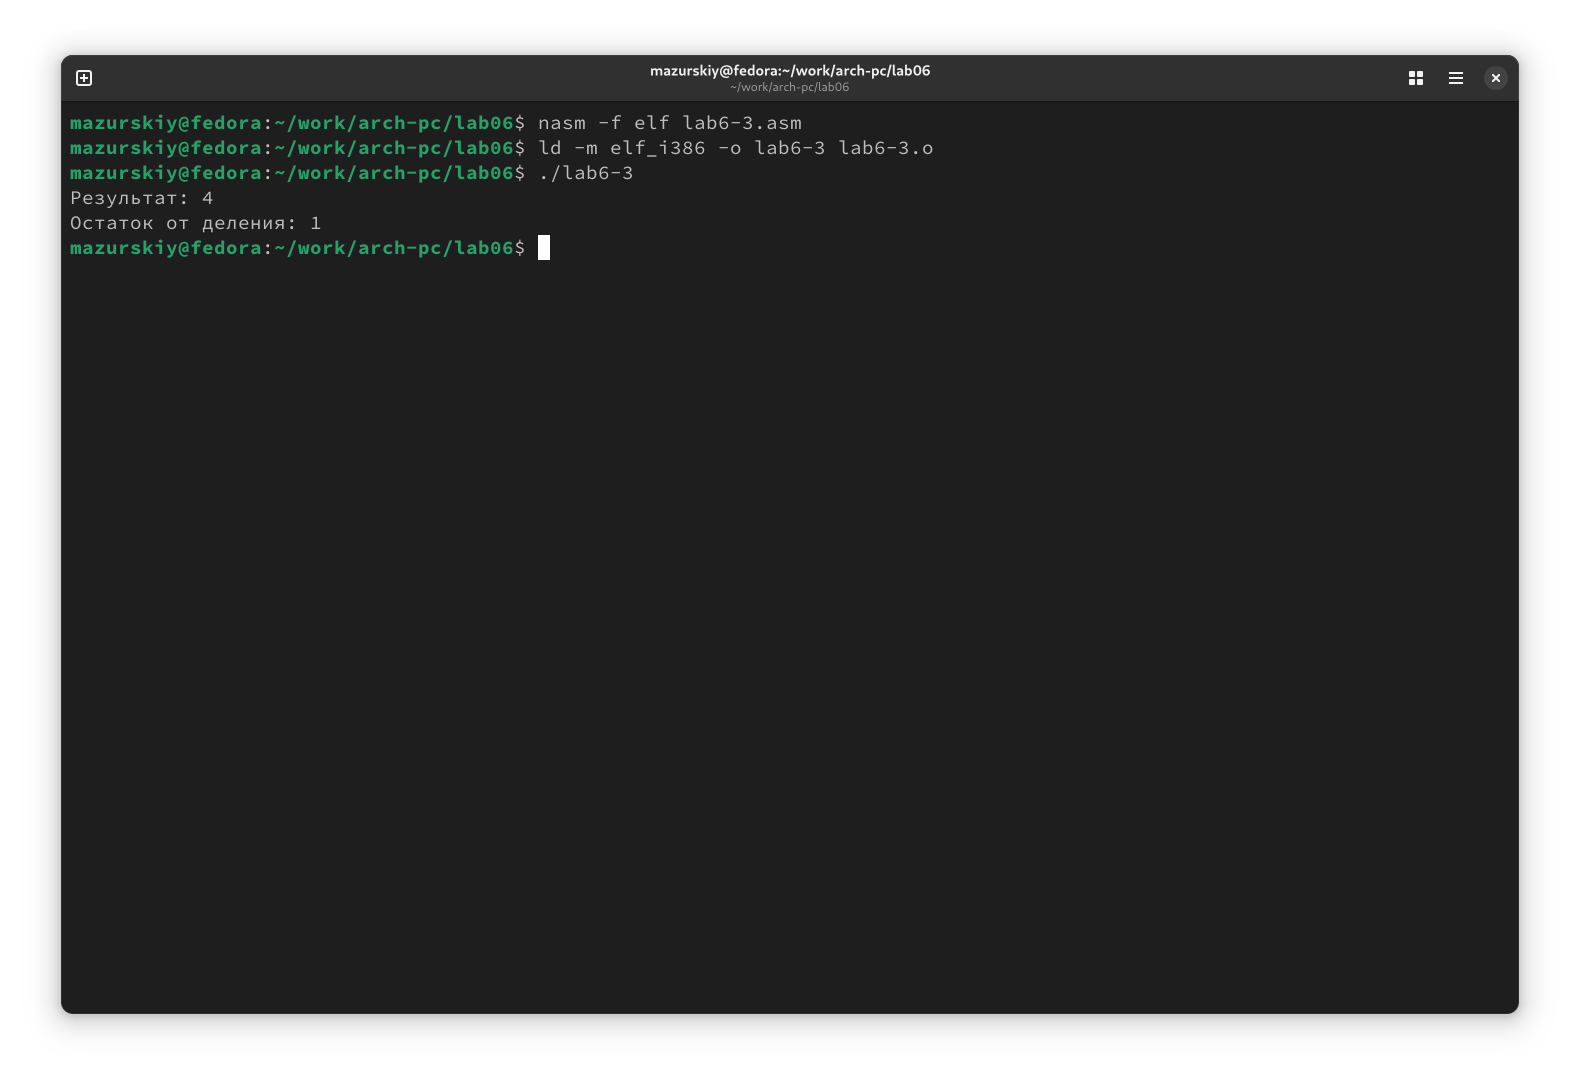 mazurskiy@fedora:~/work/arch-pc/lab06
~/work/arch-pc/lab06
mazurskiy@fedora:~/work/arch-pc/lab06$ nasm -f elf lab6-3.asm
mazurskiy@fedora:~/work/arch-pc/lab06$ ld -m elf_i386 -o lab6-3 lab6-3.o
mazurskiy@fedora:~/work/arch-pc/lab06$ ./lab6-3
Результат: 4
Остаток от деления: 1
mazurskiy@fedora:~/work/arch-pc/lab06$